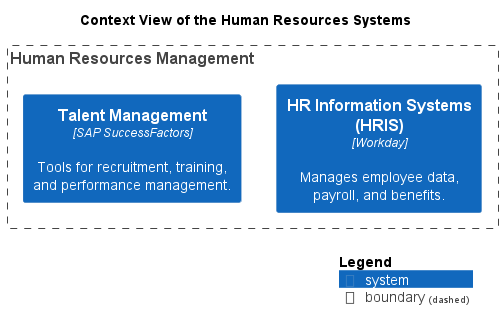 Context View of the Human Resources Systems
Human Resources Management
Talent Management
[SAP SuccessFactors]
Tools for recruitment, training,
and performance management.
HR Information Systems
(HRIS)
[Workday]
Manages employee data,
payroll, and benefits.
Legend
system
boundary (dashed)